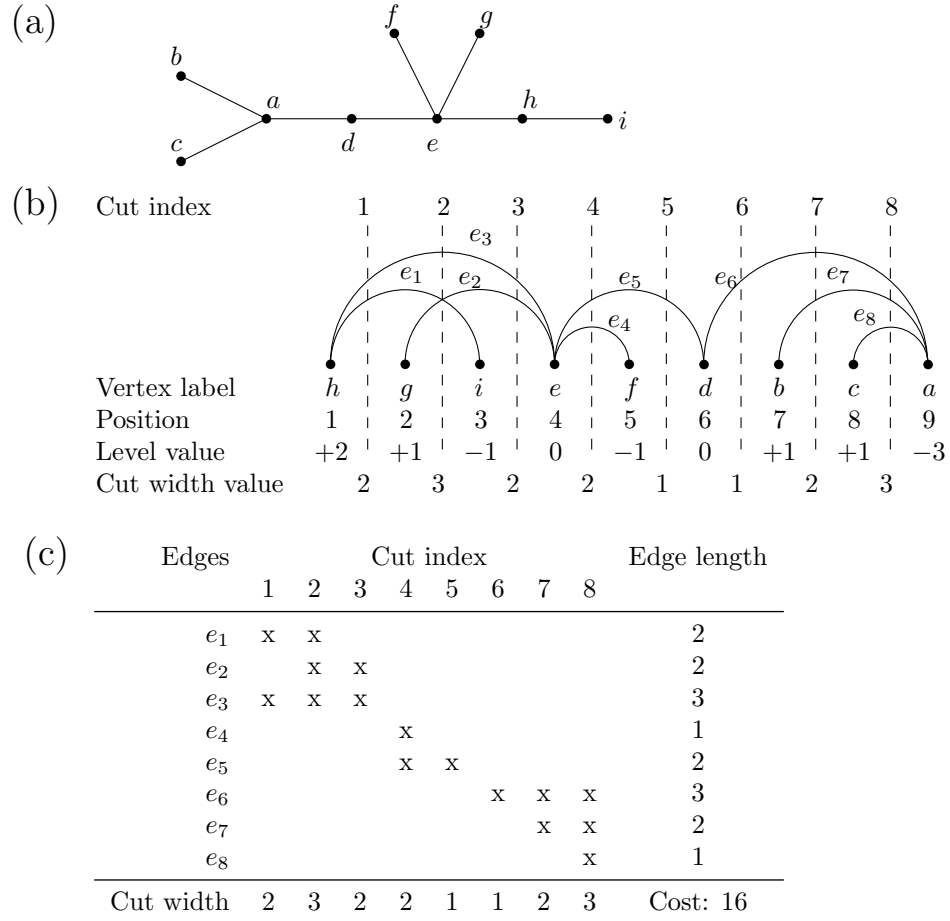 (a)
f g
b
a h
c d e i
(b) Cut index 1 2 3 4 5 6 7 8
e₃
e₁ e₂ e₅ e₆ e₇
e₄ e₈
Vertex label h g i e f d b c a
Position 1 2 3 4 5 6 7 8 9
Level value +2 +1 −1 0 −1 0 +1 +1 −3
Cut width value 2 3 2 2 1 1 2 3
(c) Edges Cut index Edge length
1 2 3 4 5 6 7 8
e₁ x x 2
e₂ x x 2
e₃ x x x 3
e₄ x 1
e₅ x x 2
e₆ x x x 3
e₇ x x 2
e₈ x 1
Cut width 2 3 2 2 1 1 2 3 Cost: 16